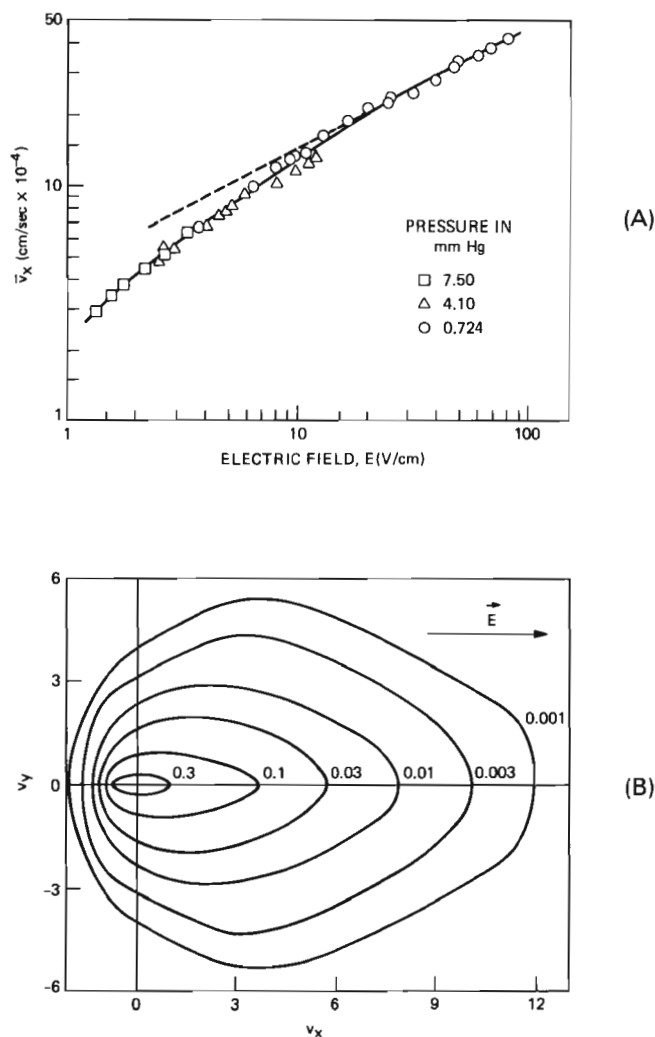 50
10
1
v̄x (cm/sec x 10⁻⁴)
(A)
PRESSURE IN
mm Hg
□ 7.50
△ 4.10
○ 0.724
1
10
100
ELECTRIC FIELD, E(V/cm)
6
3
0
-3
-6
vy
E
0.001
0.3
0.1
0.03
0.01
0.003
(B)
0
3
6
9
12
vx